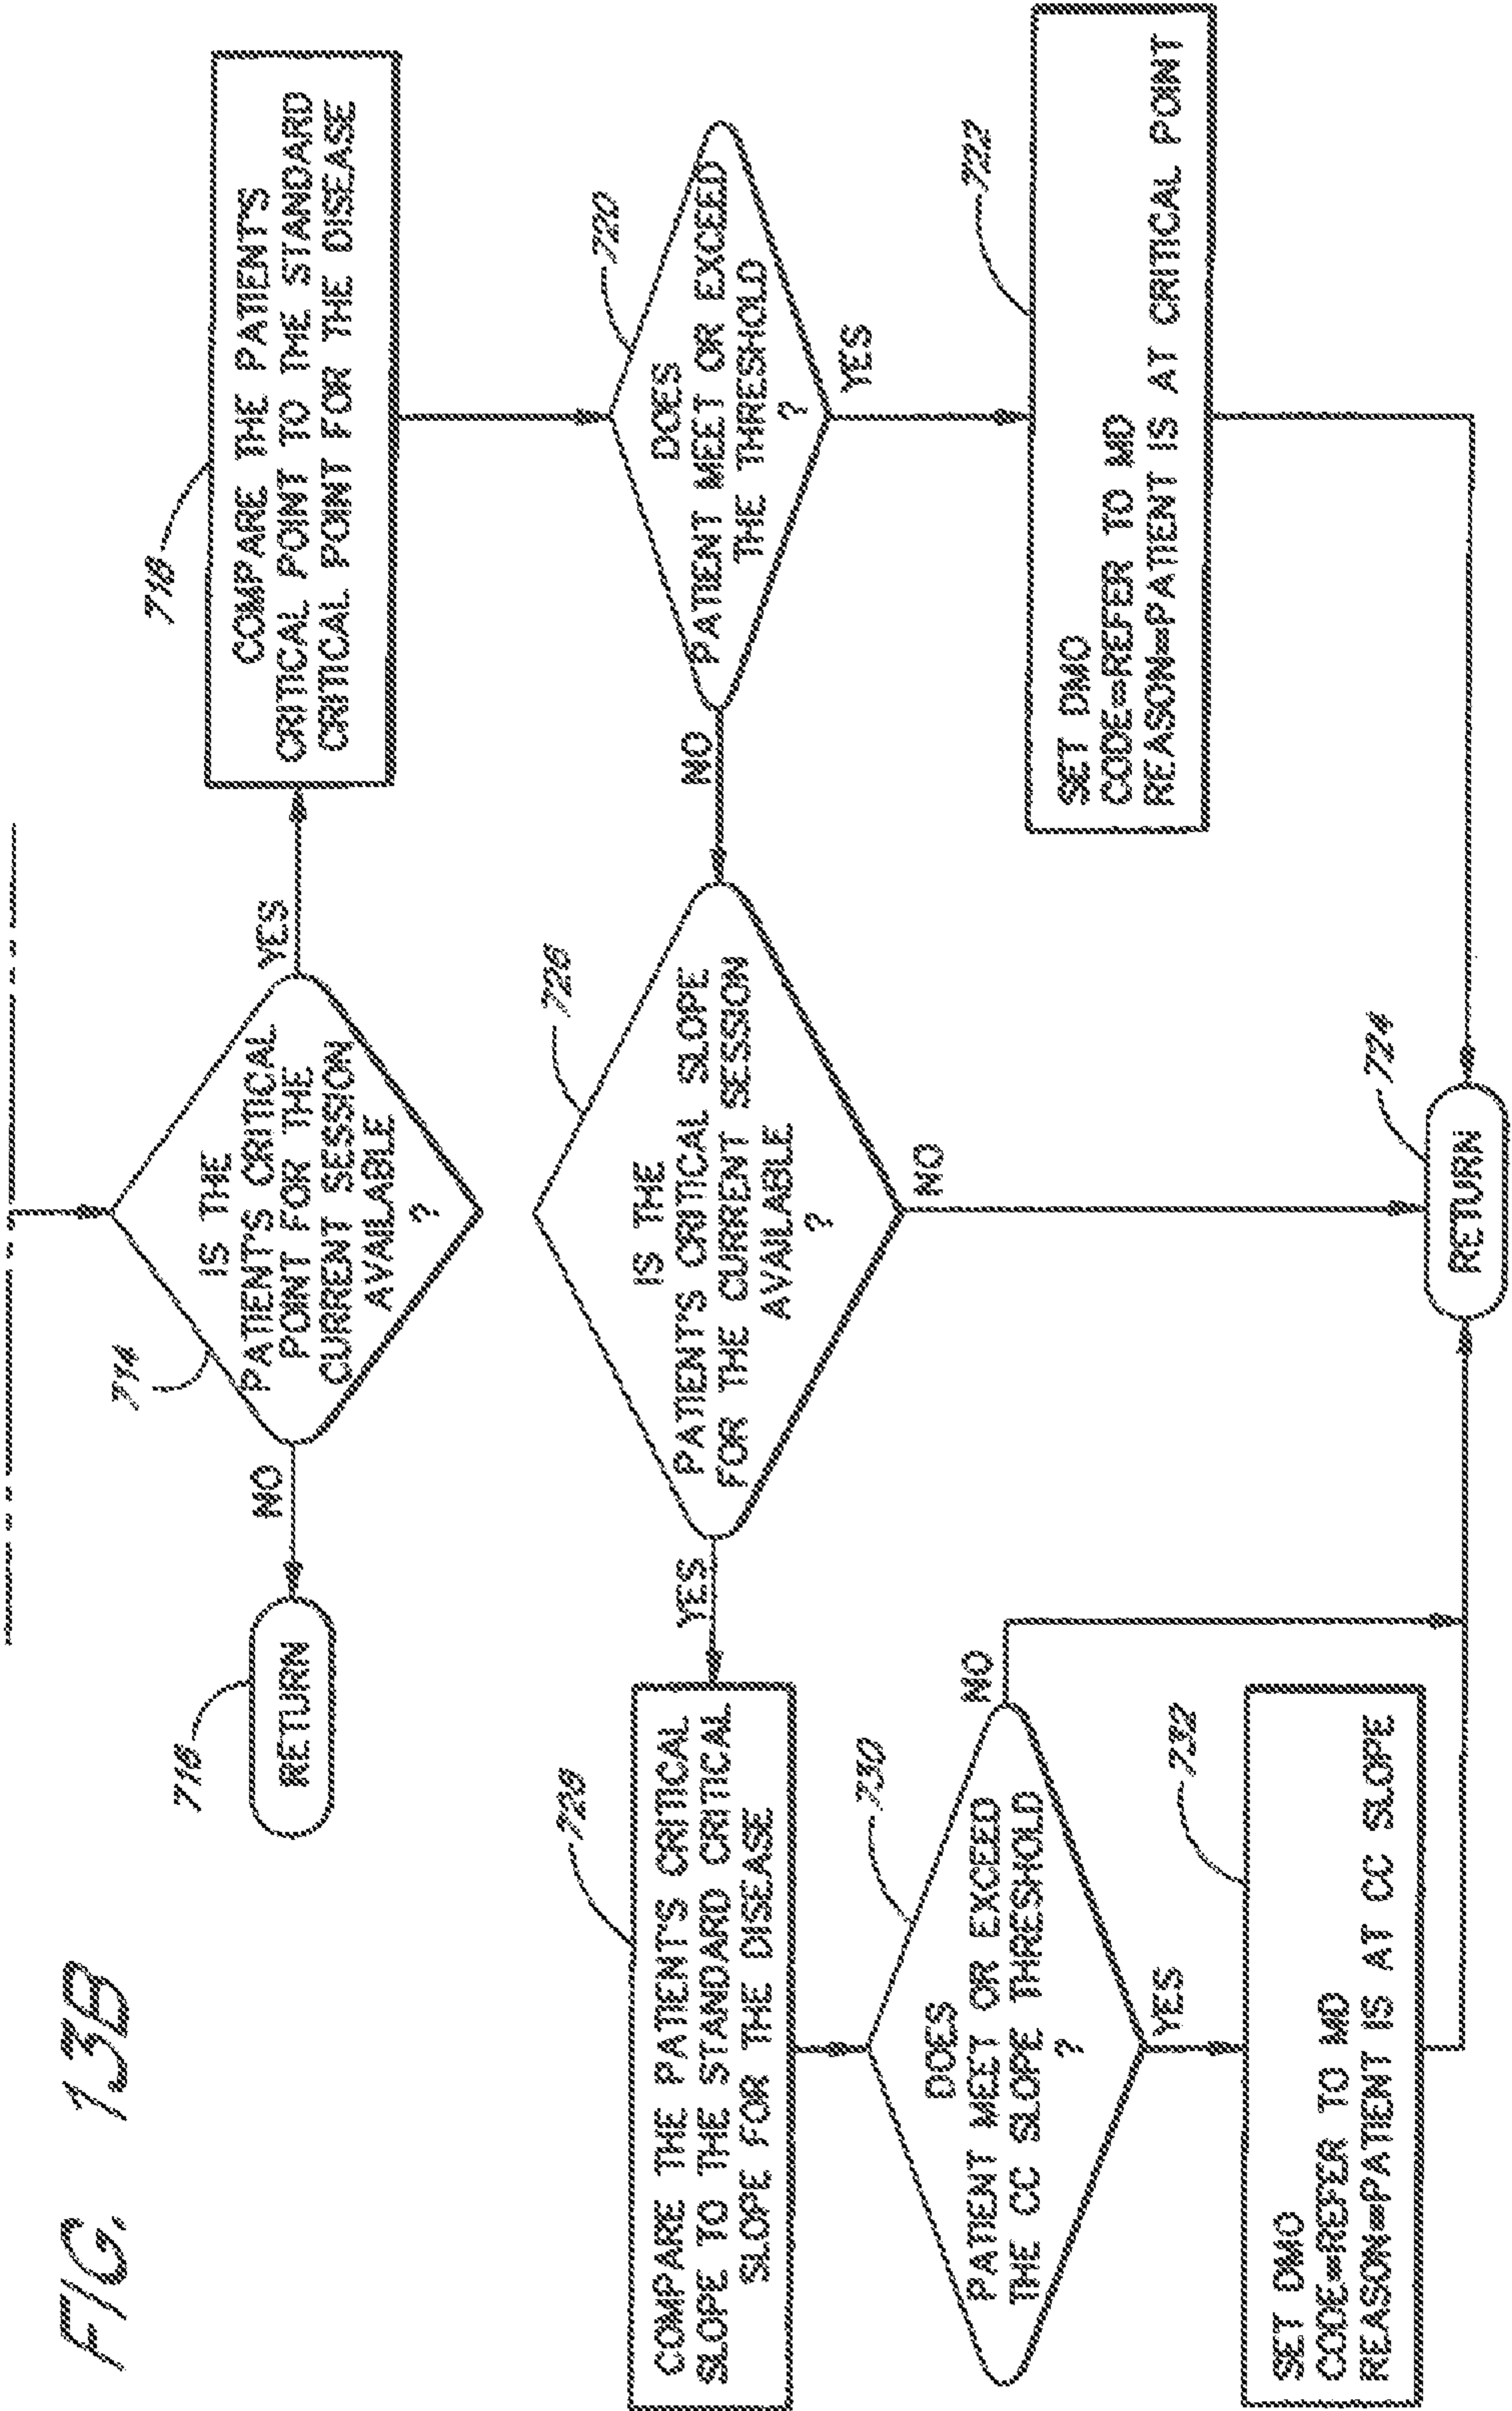 FIG. 13B
714
IS THE
PATIENT'S CRITICAL
POINT FOR THE
CURRENT SESSION
AVAILABLE
?
NO
YES
716
RETURN
718
COMPARE THE PATIENT'S
CRITICAL POINT TO THE STANDARD
CRITICAL POINT FOR THE DISEASE
720
DOES
PATIENT MEET OR EXCEED
THE THRESHOLD
?
NO
YES
722
SET DMO
CODE=REFER TO MD
REASON=PATIENT IS AT CRITICAL POINT
726
IS THE
PATIENT'S CRITICAL SLOPE
FOR THE CURRENT SESSION
AVAILABLE
?
YES
NO
728
COMPARE THE PATIENT'S CRITICAL
SLOPE TO THE STANDARD CRITICAL
SLOPE FOR THE DISEASE
730
DOES
PATIENT MEET OR EXCEED
THE CC SLOPE THRESHOLD
?
NO
YES
732
SET DMO
CODE=REFER TO MD
REASON=PATIENT IS AT CC SLOPE
724
RETURN